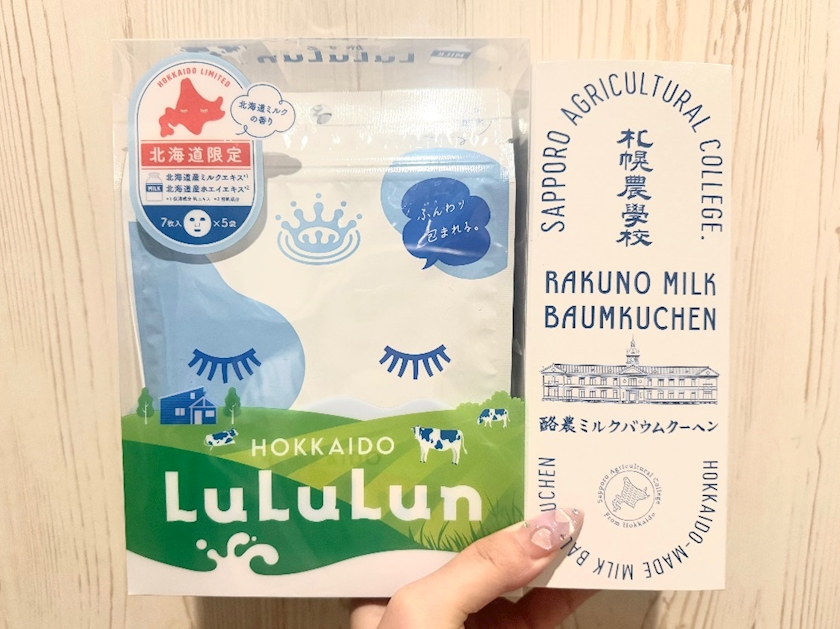 HOKKAIDO LIMITED
北海道ミルク
の香り
北海道限定
北海道産ミルクエキス*1
北海道産ホエイエキス*2
MILK
7枚入
×5袋
ふんわり
包まれる。
HOKKAIDO
LuLuLun
SAPPORO AGRICULTURAL COLLEGE.
札幌農學校
RAKUNO MILK
BAUMKUCHEN
酪農ミルクバウムクーヘン
Sapporo Agricultural College
From Hokkaido
HOKKAIDO-MADE MILK BAUMKUCHEN